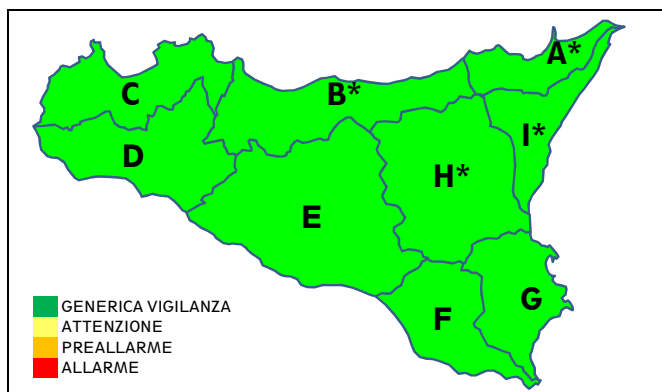 A*
C
B*
I*
D
H*
E
G
F
GENERICA VIGILANZA
ATTENZIONE
PREALLARME
ALLARME